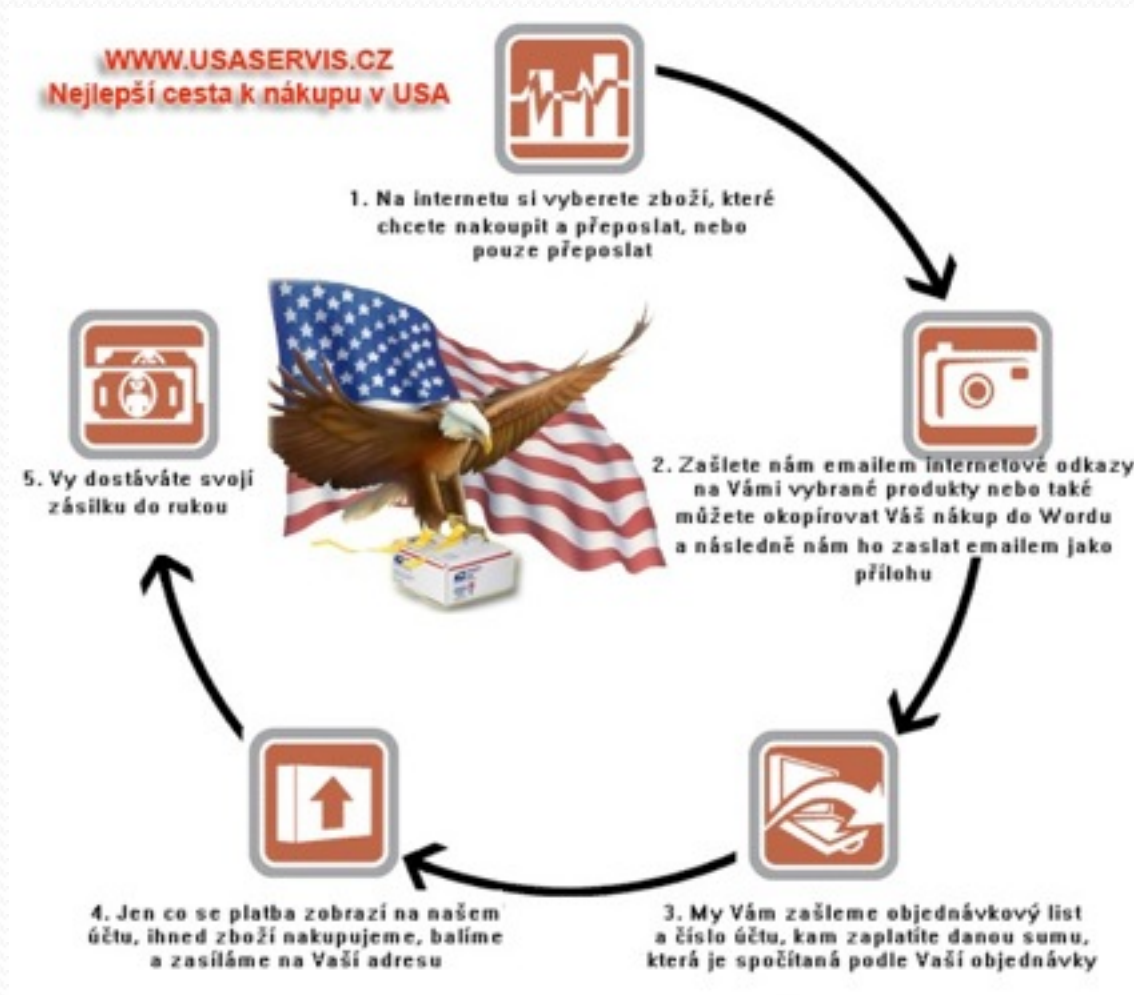 WWW.USASERVIS.CZ
Nejlepší cesta k nákupu v USA
1. Na internetu si vyberete zboží, které
chcete nakoupit a přeposlat, nebo
pouze přeposlat
2. Zašlete nám emailem internetové odkazy
na Vámi vybrané produkty nebo také
můžete okopírovat Váš nákup do Wordu
a následně nám ho zaslat emailem jako
přílohu
3. My Vám zašleme objednávkový list
a číslo účtu, kam zaplatíte danou sumu,
která je spočítaná podle Vaší objednávky
4. Jen co se platba zobrazí na našem
účtu, ihned zboží nakupujeme, balíme
a zasíláme na Vaší adresu
5. Vy dostáváte svojí
zásilku do rukou